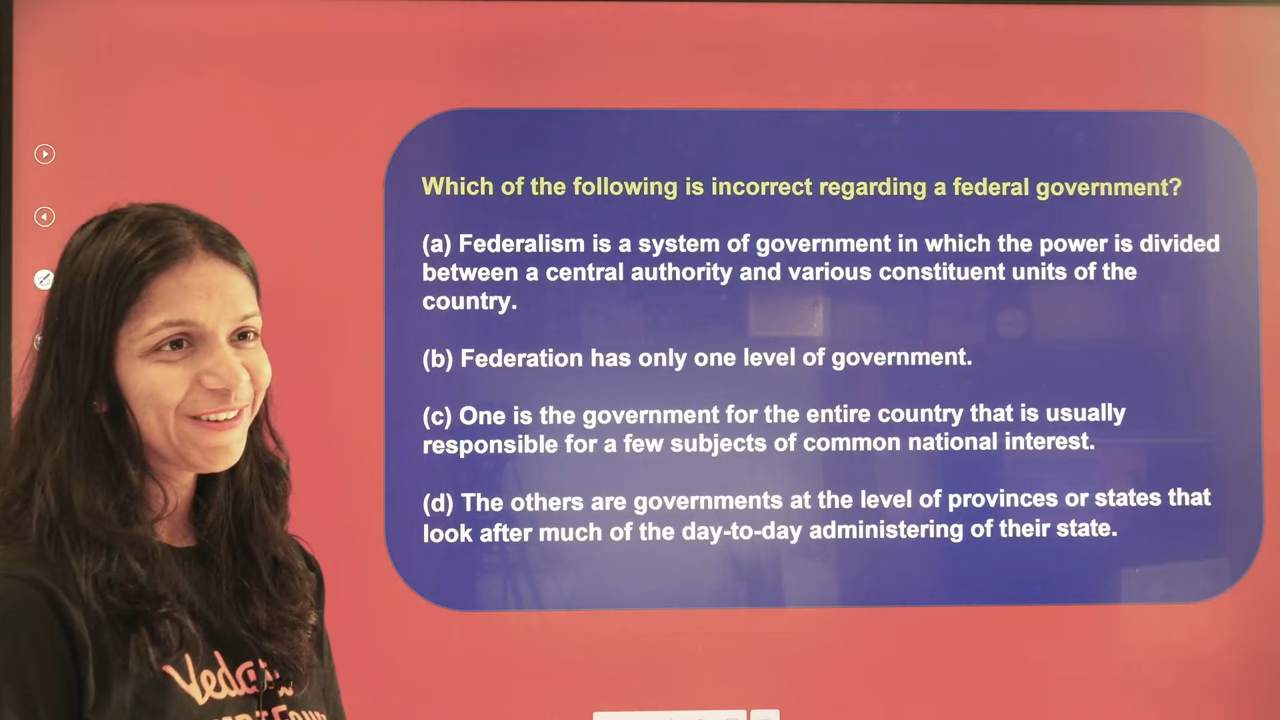 Which of the following is incorrect regarding a federal government?
(a) Federalism is a system of government in which the power is divided
between a central authority and various constituent units of the
country.
(b) Federation has only one level of government.
(c) One is the government for the entire country that is usually
responsible for a few subjects of common national interest.
(d) The others are governments at the level of provinces or states that
look after much of the day-to-day administering of their state.